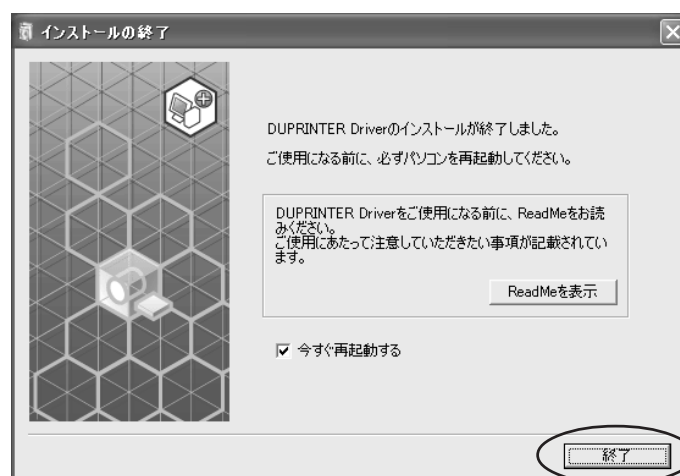 インストールの終了
DUPRINTER Driverのインストールが終了しました。
ご使用になる前に、必ずパソコンを再起動してください。
DUPRINTER Driverをご使用になる前に、ReadMeをお読
みください。
ご使用にあたって注意していただきたい事項が記載されてい
ます。
ReadMeを表示
今すぐ再起動する
終了